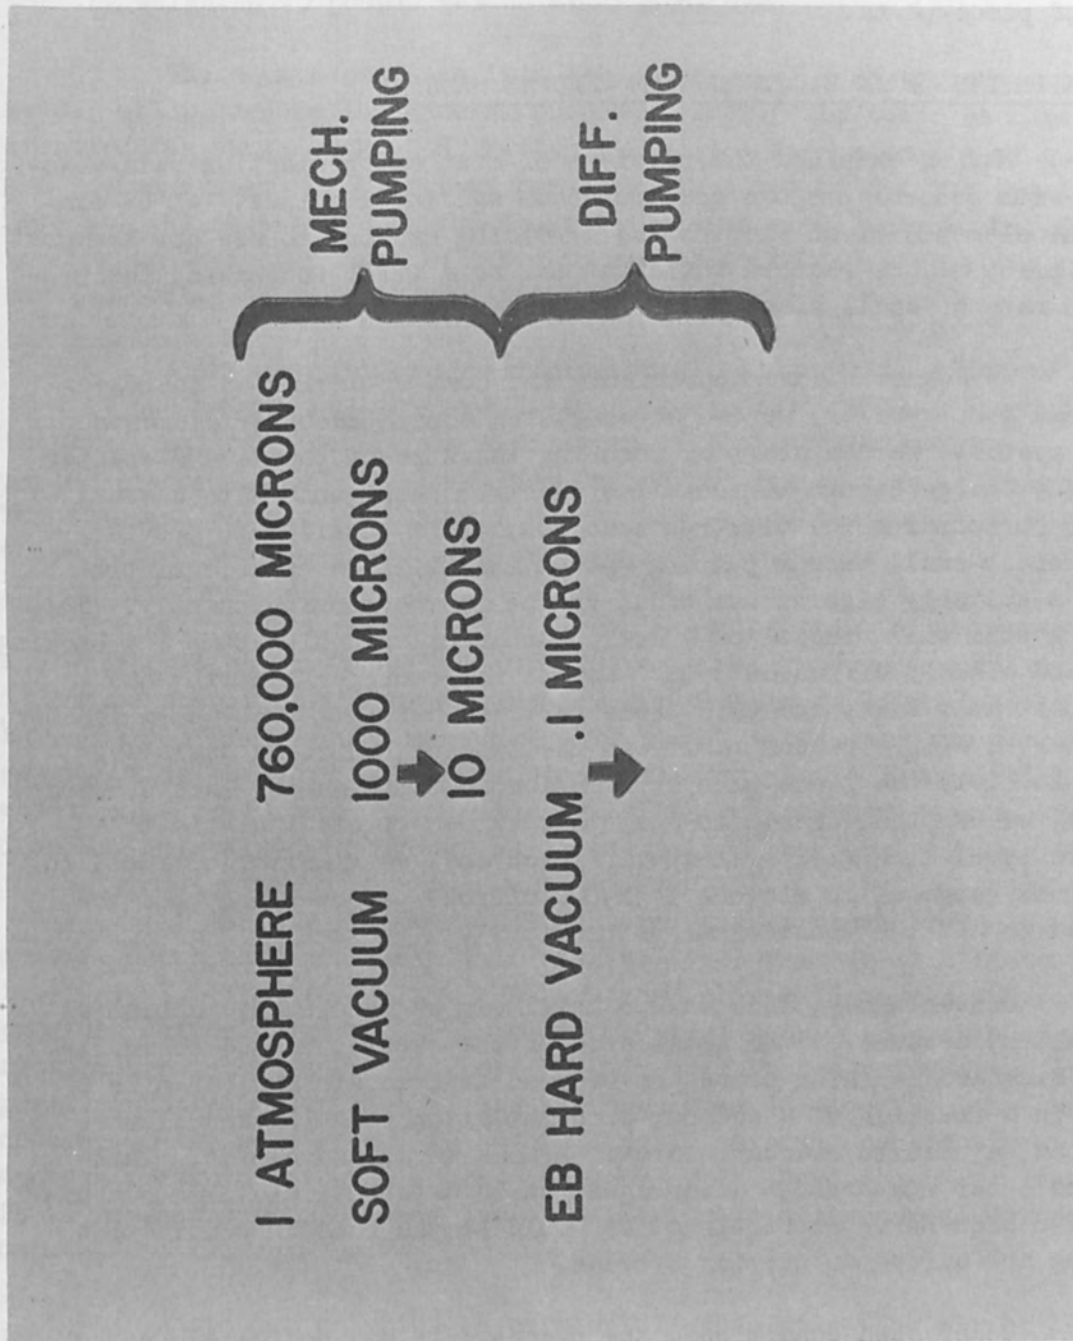 1 ATMOSPHERE 760,000 MICRONS
SOFT VACUUM 1000 MICRONS
10 MICRONS
EB HARD VACUUM .1 MICRONS
MECH.
PUMPING
DIFF.
PUMPING